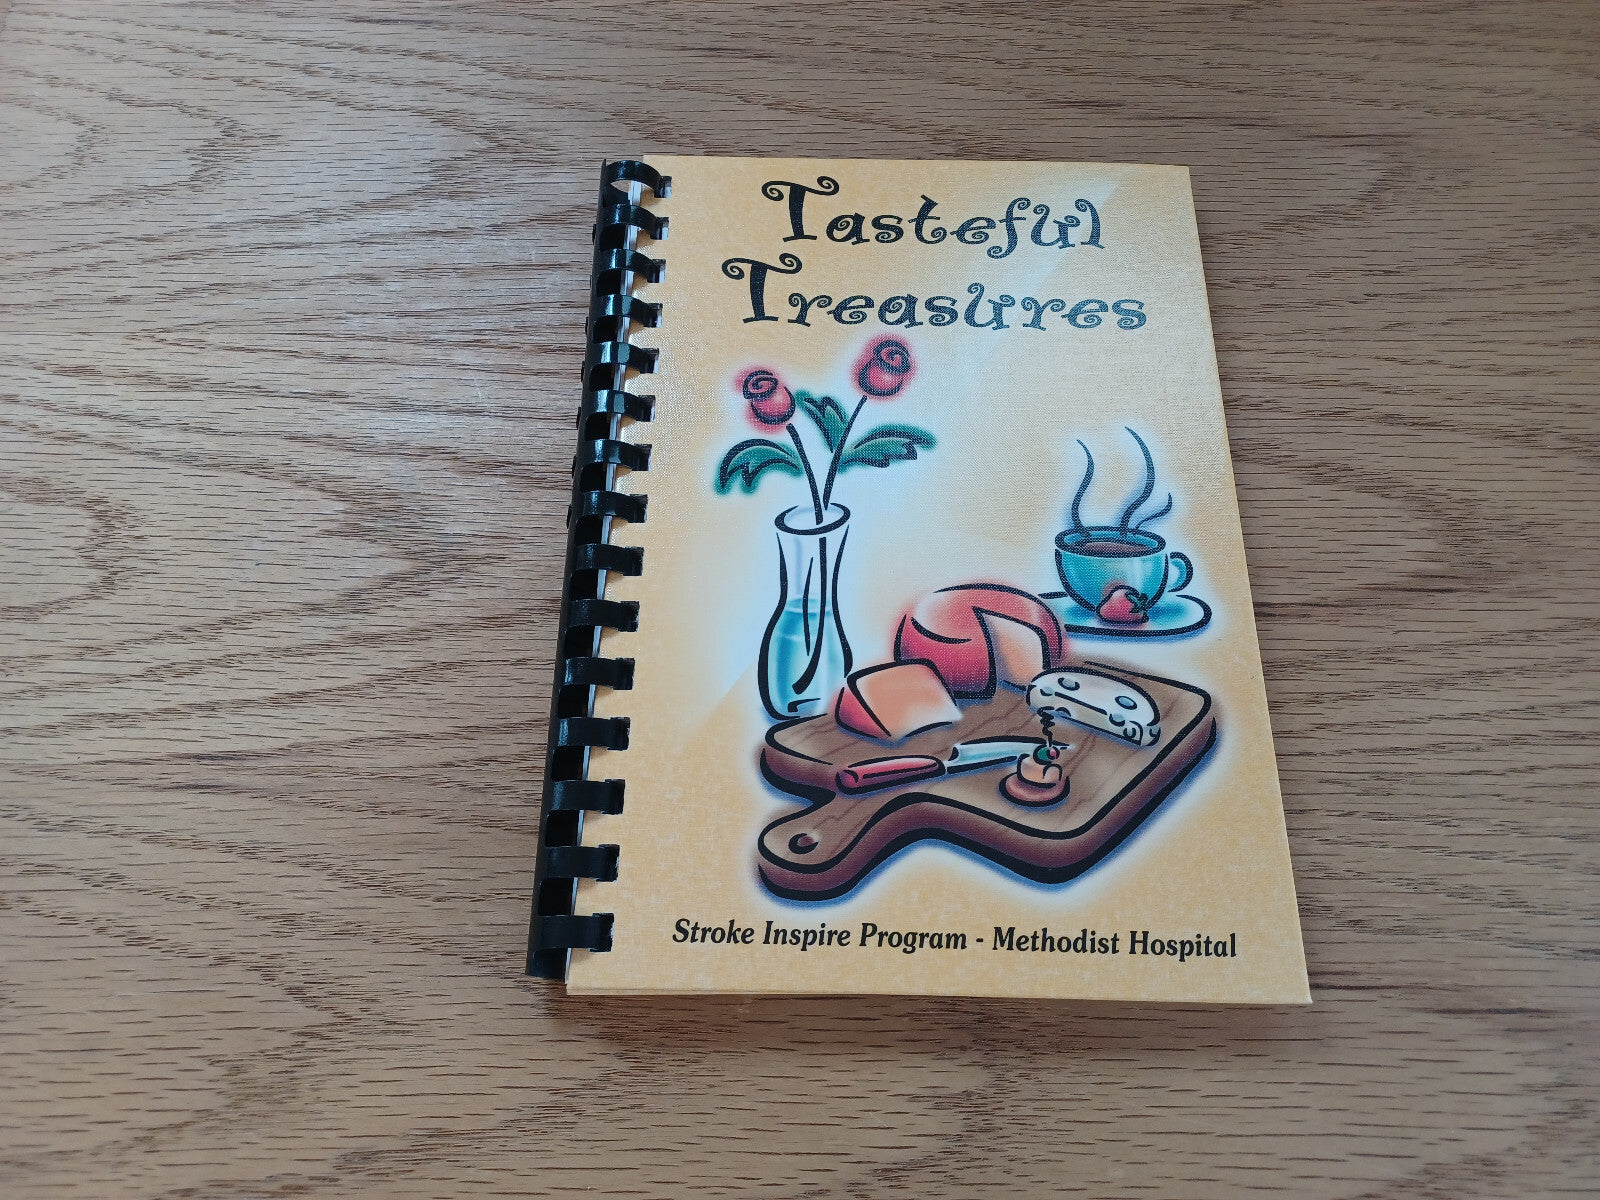 Tasteful
Treasures
Stroke Inspire Program - Methodist Hospital